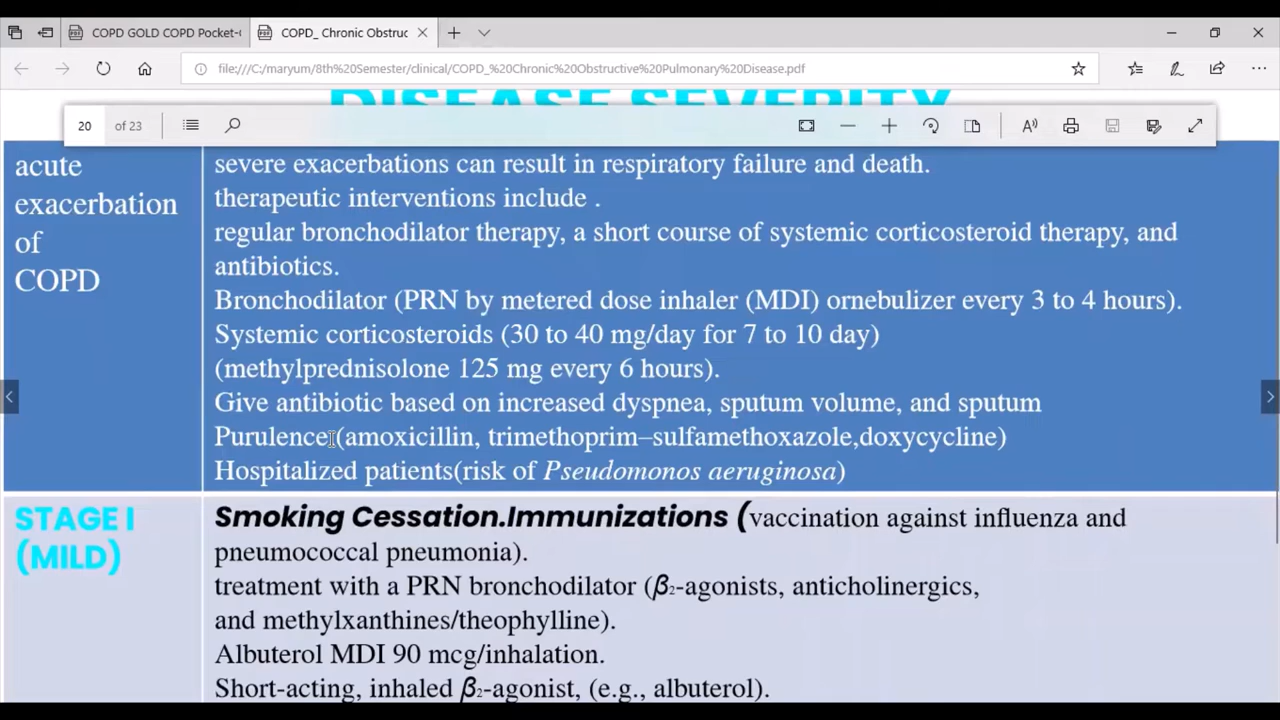 COPD GOLD COPD Pocket-G
COPD_ Chronic Obstruc
file:///C:/maryum/8th%20Semester/clinical/COPD_%20Chronic%20Obstructive%20Pulmonary%20Disease.pdf
DISEASE SEVERITY
20 of 23
acute
exacerbation
of
COPD
severe exacerbations can result in respiratory failure and death.
therapeutic interventions include .
regular bronchodilator therapy, a short course of systemic corticosteroid therapy, and
antibiotics.
Bronchodilator (PRN by metered dose inhaler (MDI) ornebulizer every 3 to 4 hours).
Systemic corticosteroids (30 to 40 mg/day for 7 to 10 day)
(methylprednisolone 125 mg every 6 hours).
Give antibiotic based on increased dyspnea, sputum volume, and sputum
Purulence(amoxicillin, trimethoprim–sulfamethoxazole,doxycycline)
Hospitalized patients(risk of Pseudomonos aeruginosa)
STAGE I
(MILD)
Smoking Cessation.Immunizations (vaccination against influenza and
pneumococcal pneumonia).
treatment with a PRN bronchodilator (β2-agonists, anticholinergics,
and methylxanthines/theophylline).
Albuterol MDI 90 mcg/inhalation.
Short-acting, inhaled β2-agonist, (e.g., albuterol).